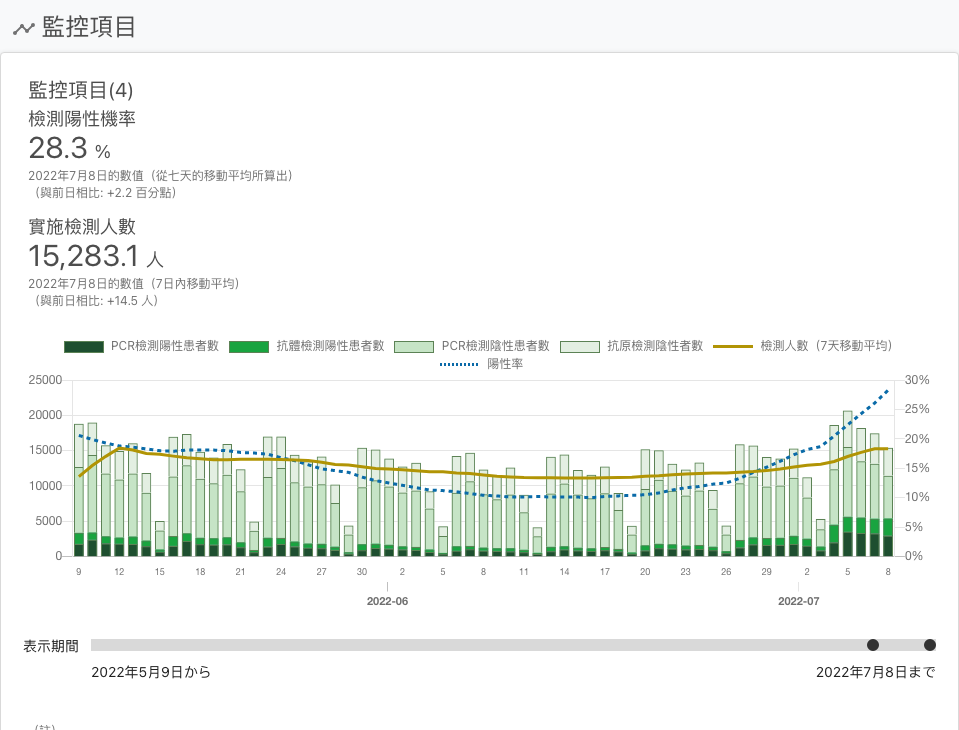 監控項目
監控項目(4)
檢測陽性機率
28.3 %
2022年7月8日的數值（從七天的移動平均所算出）
（與前日相比: +2.2 百分點）
實施檢測人數
15,283.1 人
2022年7月8日的數值（7日內移動平均）
（與前日相比: +14.5 人）
PCR檢測陽性患者數 抗體檢測陽性患者數 PCR檢測陰性患者數 抗原檢測陰性者數 檢測人數（7天移動平均）
陽性率
25000 30%
25%
20000
20%
15000
15%
10000
10%
5000
5%
0 0%
9 12 15 18 21 24 27 30 2 5 8 11 14 17 20 23 26 29 2 5 8
2022-06 2022-07
表示期間
2022年5月9日から 2022年7月8日まで
（註）